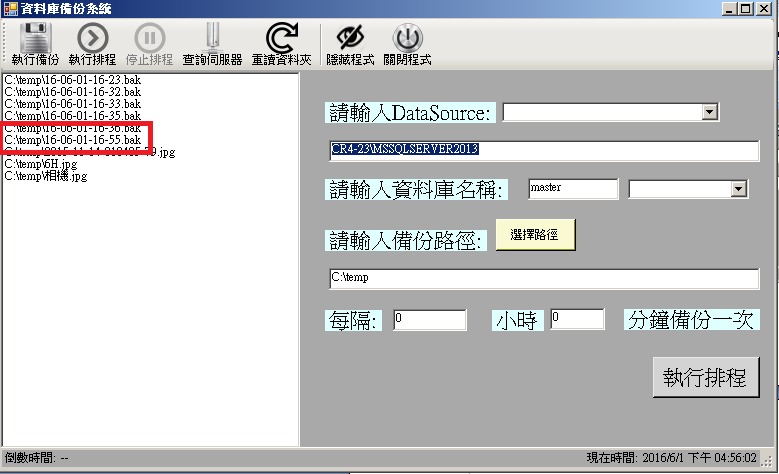 資料庫備份系統
執行備份 執行排程 停止排程 查詢伺服器 重讀資料夾 隱藏程式 關閉程式
C:\temp\16-06-01-16-23.bak
C:\temp\16-06-01-16-32.bak
C:\temp\16-06-01-16-33.bak
C:\temp\16-06-01-16-35.bak
C:\temp\16-06-01-16-36.bak
C:\temp\16-06-01-16-55.bak
C:\temp\6H.jpg
C:\temp\相機.jpg
請輸入DataSource:
CR4-23\MSSQLSERVER2013
請輸入資料庫名稱: master
請輸入備份路徑: 選擇路徑
C:\temp
每隔: 0 小時 0 分鐘備份一次
執行排程
倒數時間: -- 現在時間: 2016/6/1 下午 04:56:02